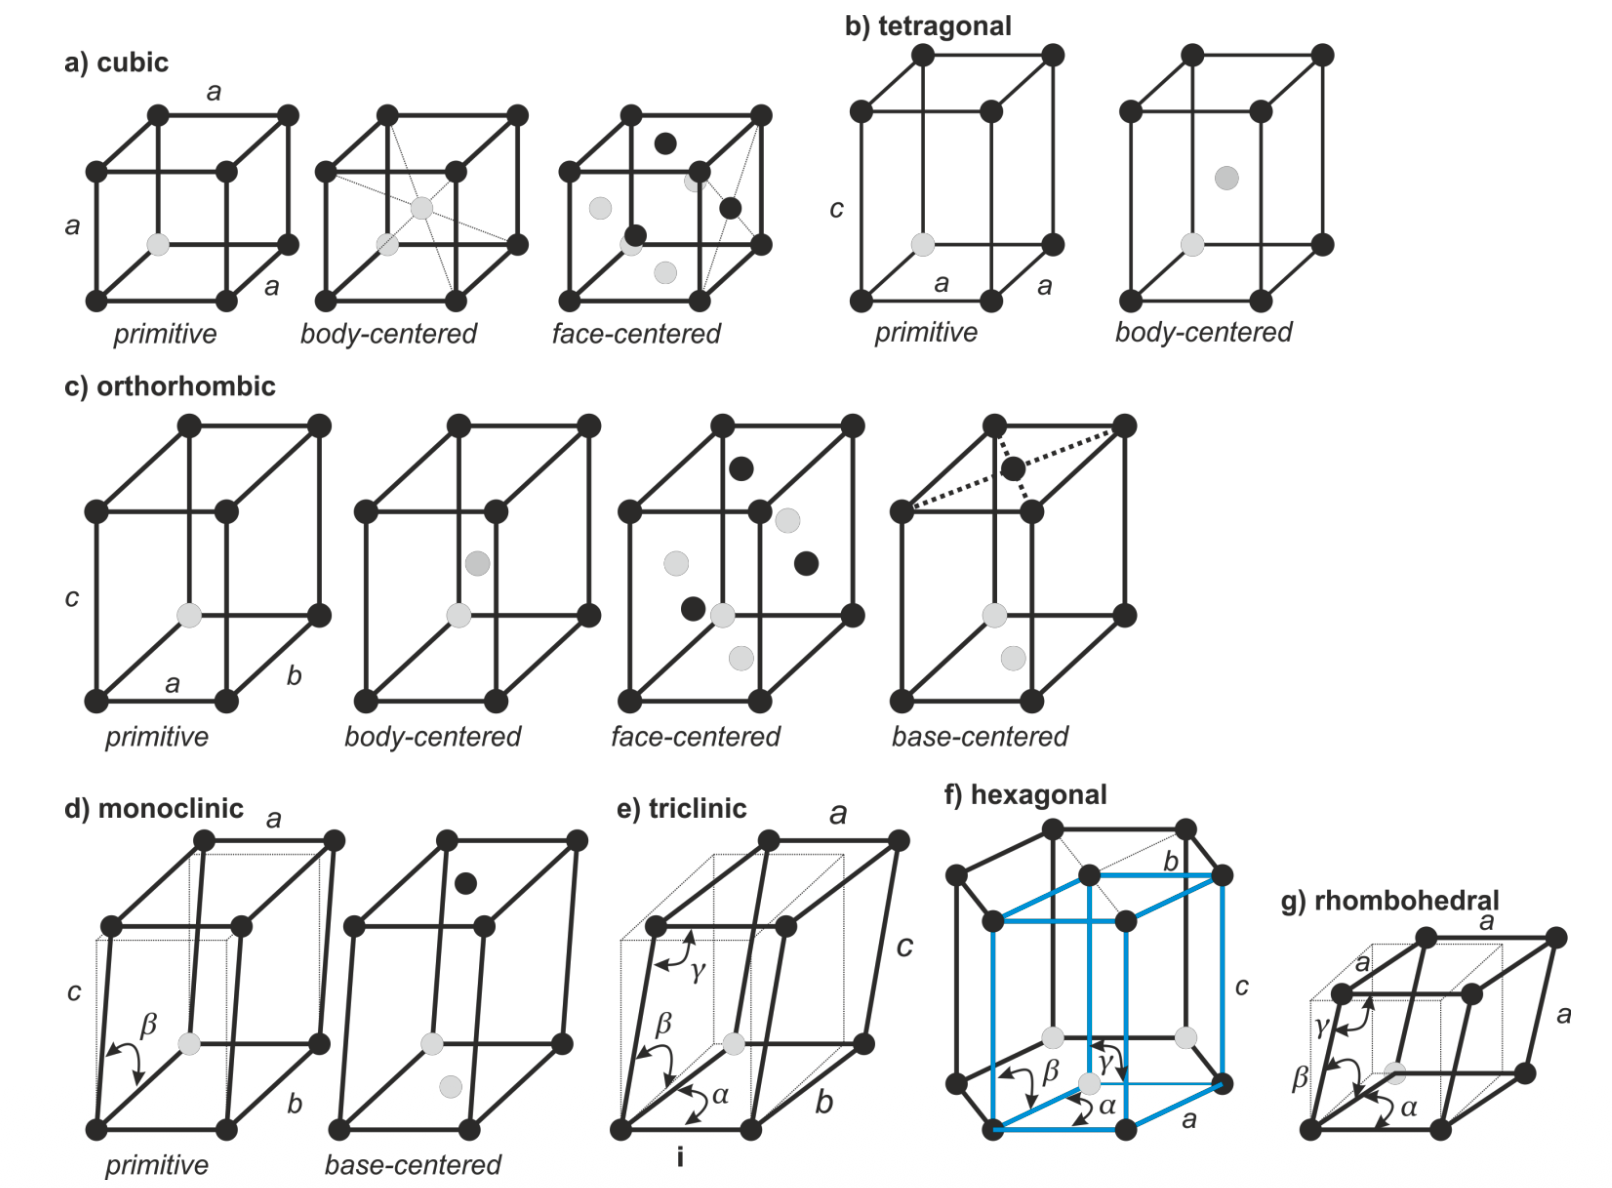 b) tetragonal
a) cubic
a
a
a
primitive
body-centered
face-centered
c
a
a
primitive
body-centered
c) orthorhombic
c
a
b
primitive
body-centered
face-centered
base-centered
d) monoclinic
a
c
β
b
primitive
base-centered
e) triclinic
a
γ
c
β
α
b
i
f) hexagonal
b
c
β
γ
α
a
g) rhombohedral
a
a
γ
a
β
α